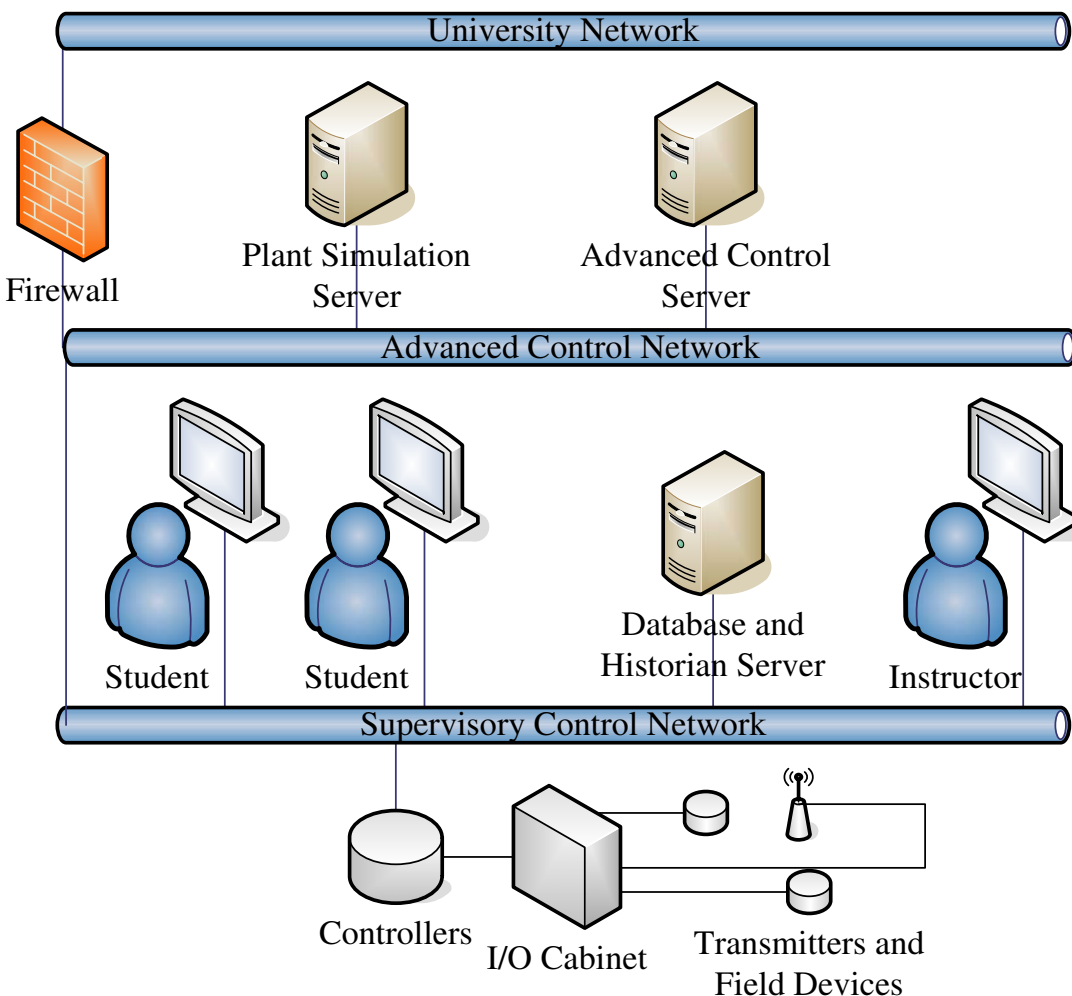 University Network
Firewall
Plant Simulation
Server
Advanced Control
Server
Advanced Control Network
Student
Student
Database and
Historian Server
Instructor
Supervisory Control Network
Controllers
I/O Cabinet
Transmitters and
Field Devices